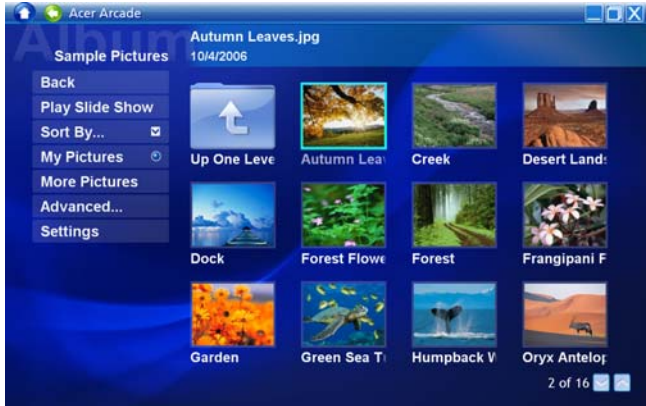 Acer Arcade
Album
Autumn Leaves.jpg
10/4/2006
Sample Pictures
Back
Play Slide Show
Sort By...
My Pictures
More Pictures
Advanced...
Settings
Up One Leve
Autumn Lea
Creek
Desert Lands
Dock
Forest Flowe
Forest
Frangipani F
Garden
Green Sea T
Humpback W
Oryx Antelop
2 of 16